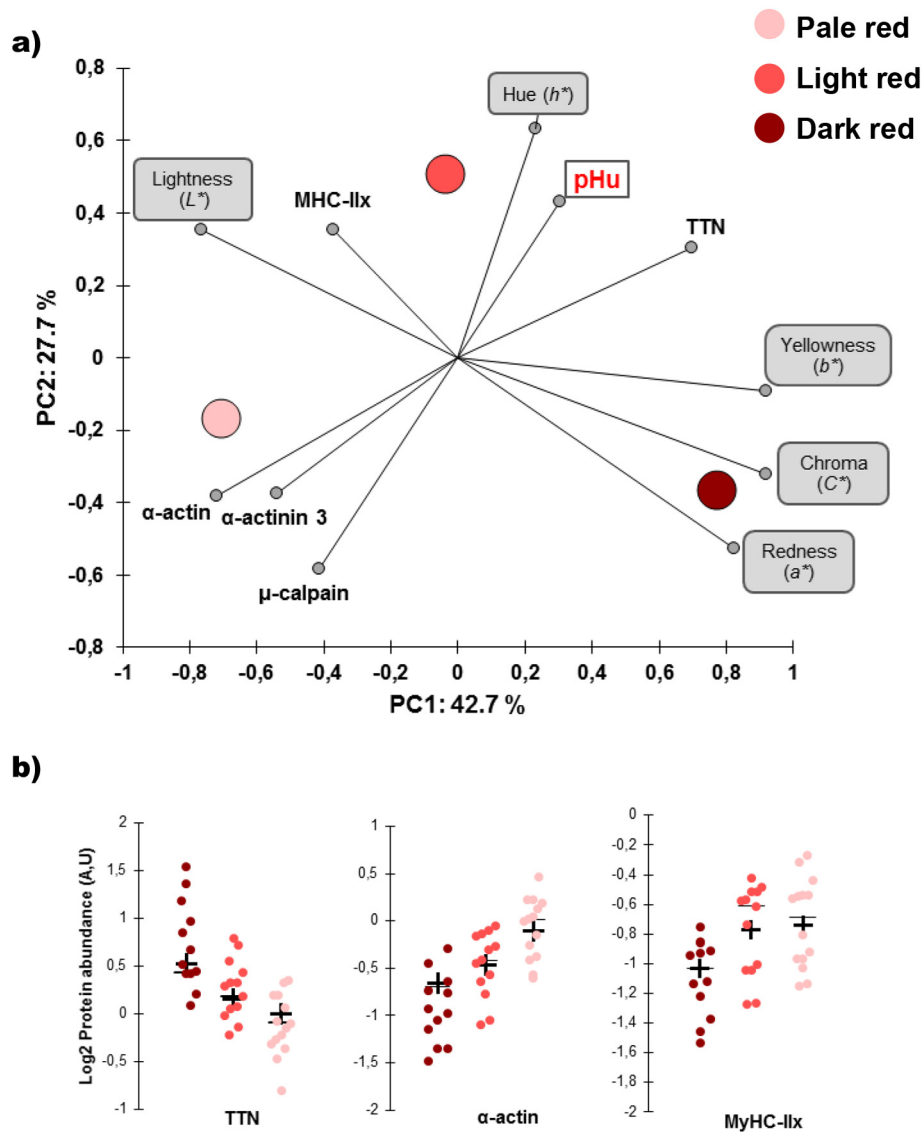 a)
Pale red
Light red
Dark red
0,8
0,6
0,4
0,2
0
-0,2
-0,4
-0,6
-0,8
PC2: 27.7 %
Hue (h*)
Lightness
(L*)
MHC-IIx
pHu
TTN
Yellowness
(b*)
Chroma
(C*)
Redness
(a*)
α-actin
α-actinin 3
μ-calpain
-1
-0,8
-0,6
-0,4
-0,2
0
0,2
0,4
0,6
0,8
1
PC1: 42.7 %
b)
Log2 Protein abundance (A,U)
2
1,5
1
0,5
0
-0,5
-1
TTN
1
0,5
0
-0,5
-1
-1,5
-2
α-actin
0
-0,2
-0,4
-0,6
-0,8
-1
-1,2
-1,4
-1,6
-1,8
-2
MyHC-IIx